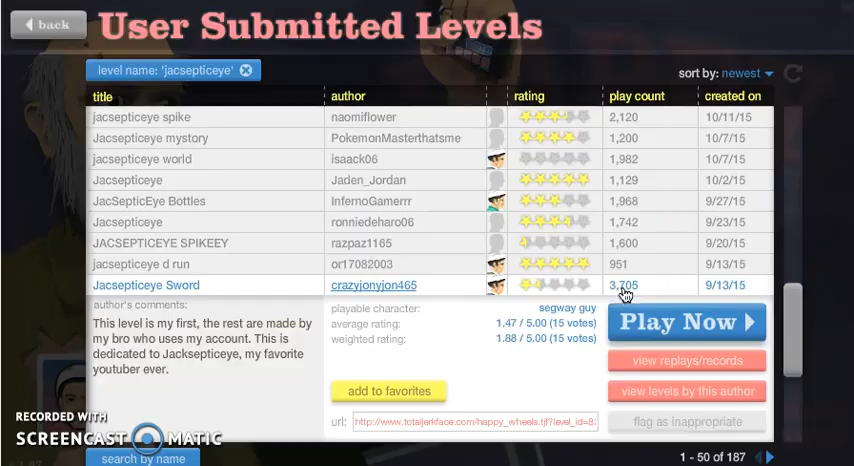 back
User Submitted Levels
level name: 'jacsepticeye'
sort by: newest
title author rating play count created on
jacsepticeye spike naomiflower 2,120 10/11/15
Jacsepticeye mystory PokemonMasterthatsme 1,200 10/7/15
jacsepticeye world isaack06 1,982 10/7/15
Jacsepticeye Jaden_Jordan 1,129 10/2/15
JacSepticEye Bottles InfernoGamerrr 1,968 9/27/15
Jacsepticeye ronniedeharo06 1,742 9/23/15
JACSEPTICEYE SPIKEEY razpaz1165 1,600 9/20/15
jacsepticeye d run or17082003 951 9/13/15
Jacsepticeye Sword crazyjonyjon465 3,705 9/13/15
author's comments:
This level is my first, the rest are made by
my bro who uses my account. This is
dedicated to Jacksepticeye, my favorite
youtuber ever.
playable character: segway guy
average rating: 1.47 / 5.00 (15 votes)
weighted rating: 1.88 / 5.00 (15 votes)
add to favorites
url: http://www.totaljerkface.com/happy_wheels.tjf?level_id=8
Play Now
view replays/records
view levels by this author
flag as inappropriate
RECORDED WITH
SCREENCAST MATIC
search by name
1 - 50 of 187